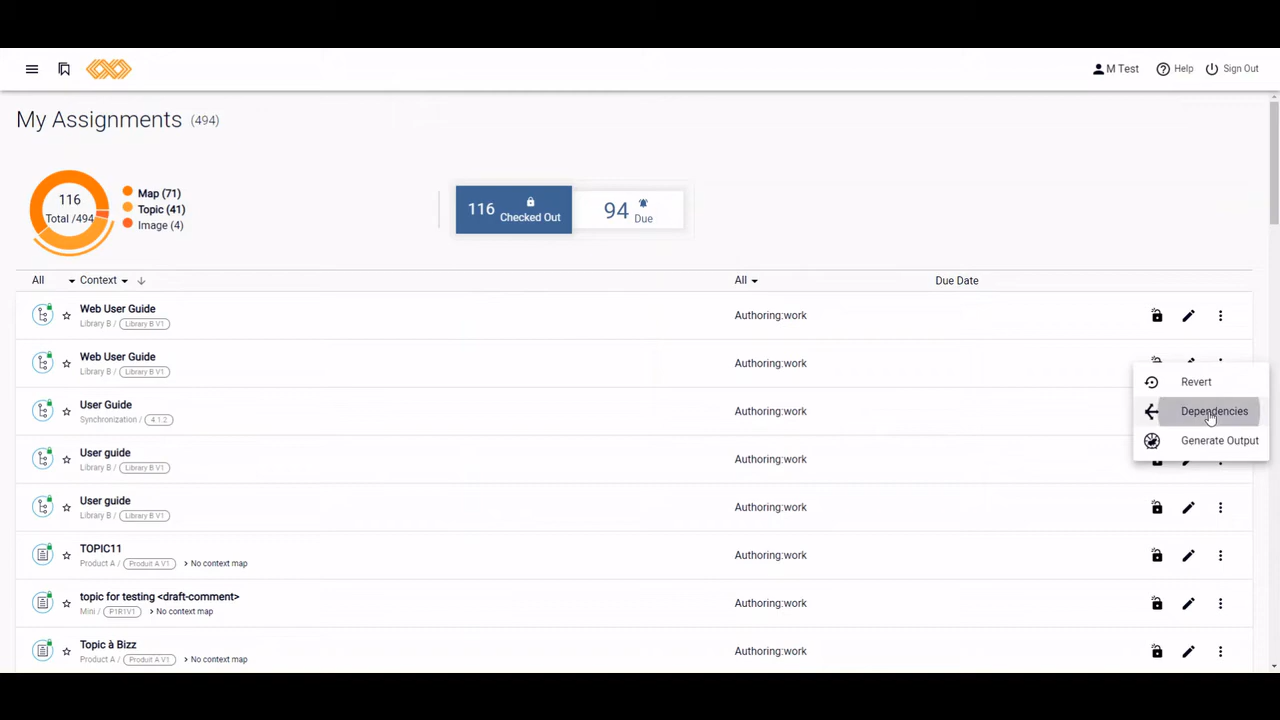 M Test Help Sign Out
My Assignments (494)
116
Total /494
Map (71)
Topic (41)
Image (4)
116 Checked Out
94 Due
All Context All Due Date
Web User Guide
Library B / Library B V1
Authoring:work
Web User Guide
Library B / Library B V1
Authoring:work
Revert
Dependencies
Generate Output
User Guide
Synchronization / 4.1.2
Authoring:work
User guide
Library B / Library B V1
Authoring:work
User guide
Library B / Library B V1
Authoring:work
TOPIC11
Product A / Produit A V1 > No context map
Authoring:work
topic for testing <draft-comment>
Mini / P1R1V1 > No context map
Authoring:work
Topic à Bizz
Product A / Produit A V1 > No context map
Authoring:work